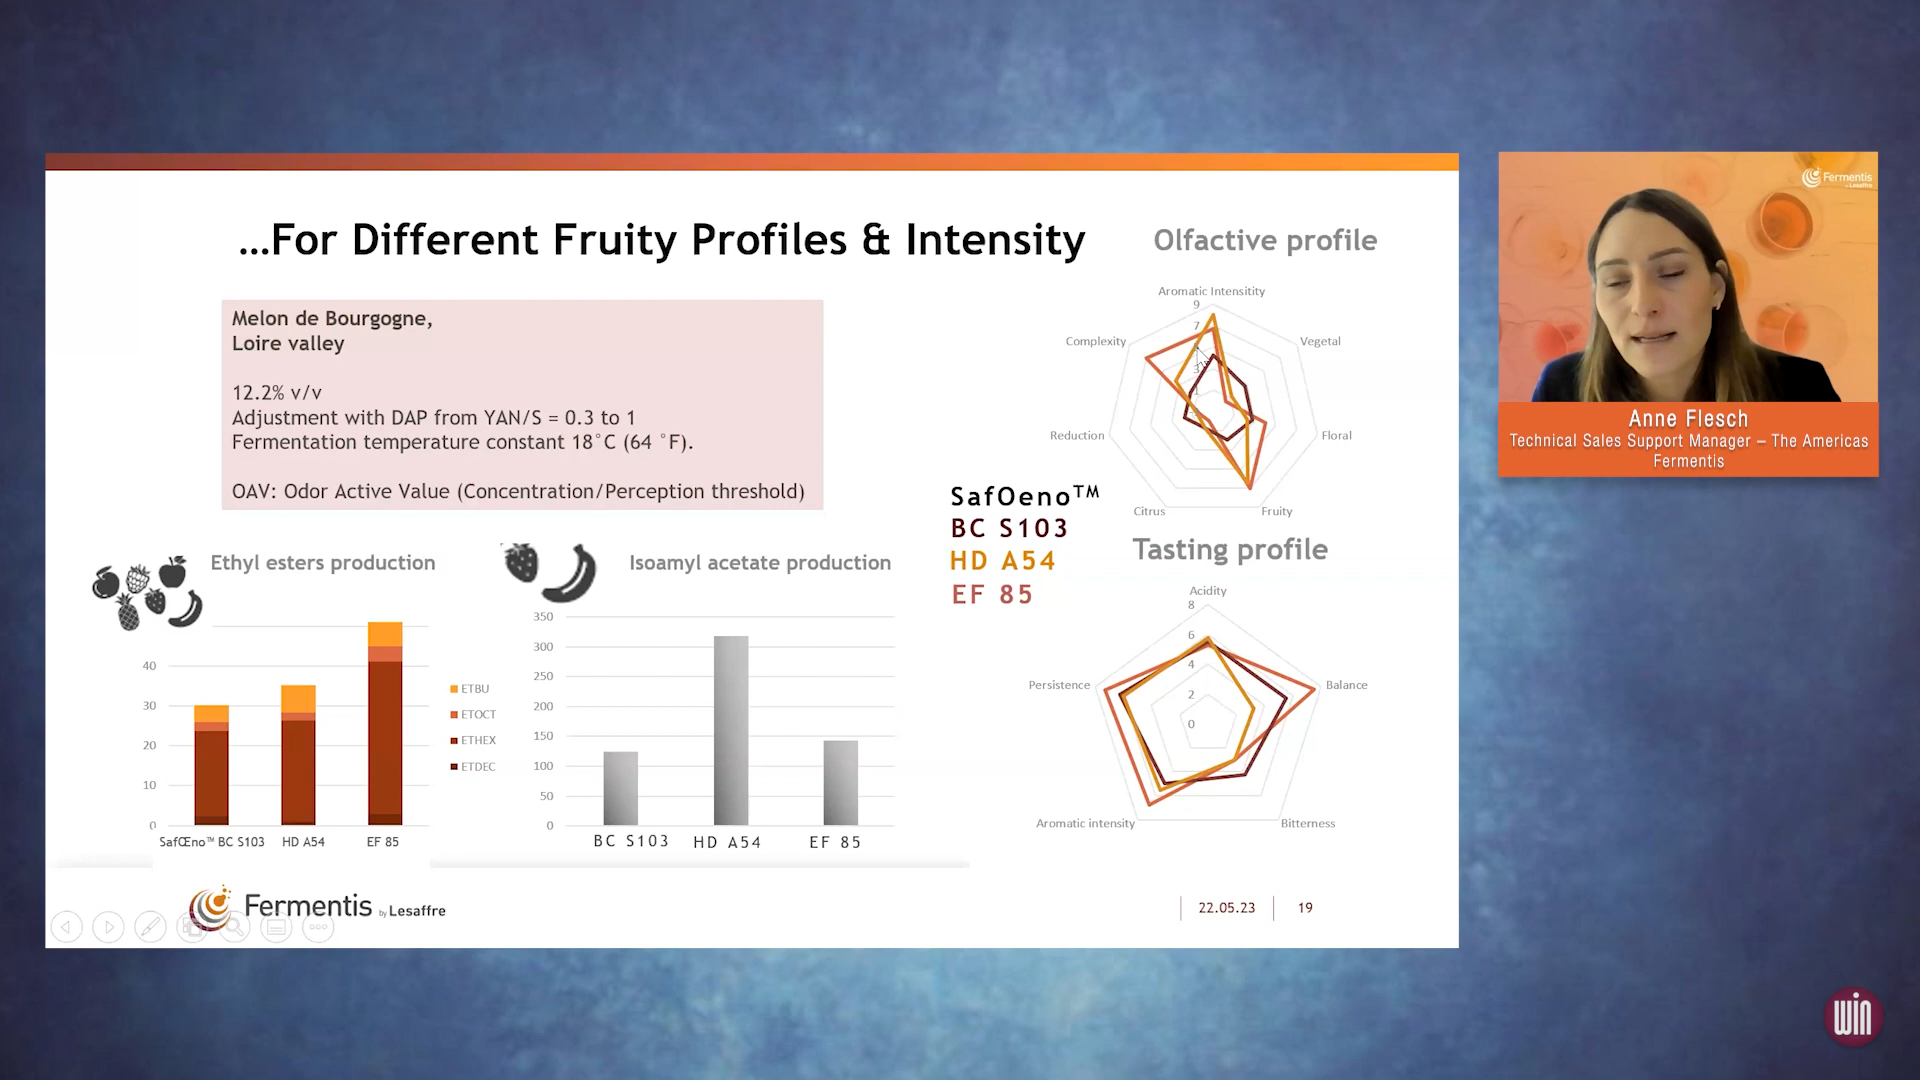 ...For Different Fruity Profiles & Intensity
Melon de Bourgogne,
Loire valley
12.2% v/v
Adjustment with DAP from YAN/S = 0.3 to 1
Fermentation temperature constant 18°C (64 °F).
OAV: Odor Active Value (Concentration/Perception threshold)
Ethyl esters production
40
30
20
10
0
SafŒno™ BC S103
HD A54
EF 85
ETBU
ETOCT
ETHEX
ETDEC
Isoamyl acetate production
350
300
250
200
150
100
50
0
BC S103
HD A54
EF 85
SafOeno™
BC S103
HD A54
EF 85
Olfactive profile
Aromatic Intensitity
9
7
3
1
Complexity
Vegetal
Reduction
Floral
Citrus
Fruity
Tasting profile
Acidity
8
6
4
2
0
Persistence
Balance
Aromatic intensity
Bitterness
Fermentis by Lesaffre
22.05.23
19
Fermentis
by Lesaffre
Anne Flesch
Technical Sales Support Manager – The Americas
Fermentis
win